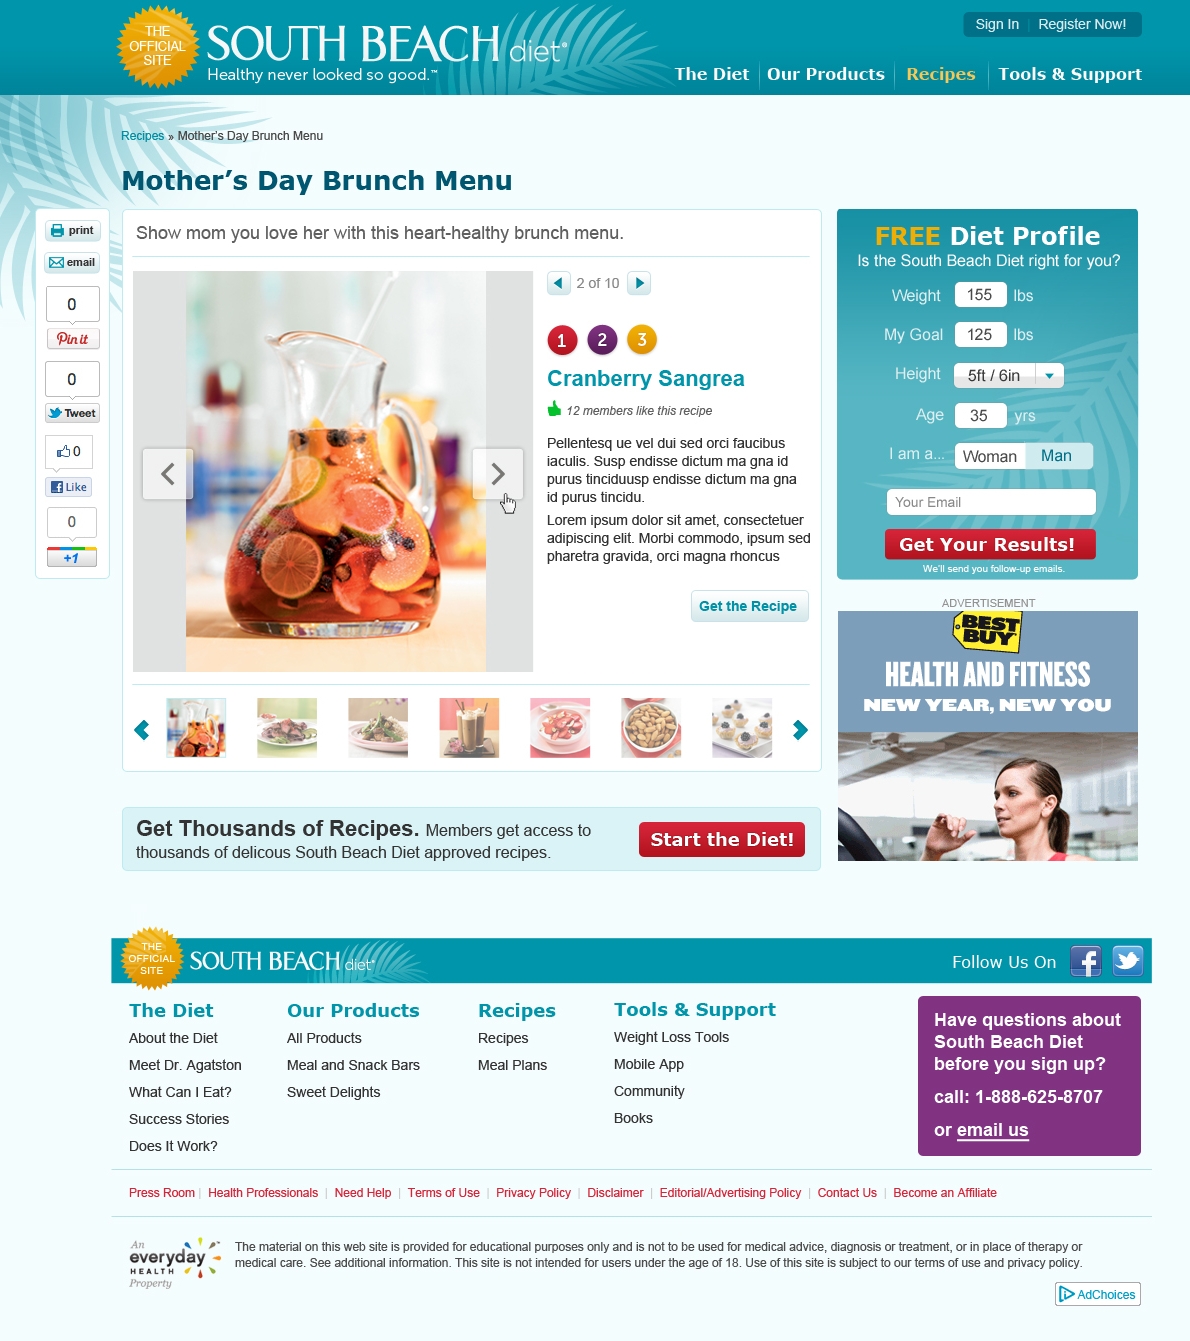 THE
OFFICIAL
SITE
SOUTH BEACH diet®
Healthy never looked so good.™
Sign In | Register Now!
The Diet
Our Products
Recipes
Tools & Support
Recipes » Mother's Day Brunch Menu
Mother's Day Brunch Menu
print
email
0
Pin it
0
Tweet
0
Like
0
+1
Show mom you love her with this heart-healthy brunch menu.
2 of 10
1 2 3
Cranberry Sangrea
12 members like this recipe
Pellentesq ue vel dui sed orci faucibus
iaculis. Susp endisse dictum ma gna id
purus tinciduusp endisse dictum ma gna
id purus tincidu.
Lorem ipsum dolor sit amet, consectetuer
adipiscing elit. Morbi commodo, ipsum sed
pharetra gravida, orci magna rhoncus
Get the Recipe
FREE Diet Profile
Is the South Beach Diet right for you?
Weight 155 lbs
My Goal 125 lbs
Height 5ft / 6in
Age 35 yrs
I am a... Woman Man
Your Email
Get Your Results!
We'll send you follow-up emails.
ADVERTISEMENT
BEST
BUY
HEALTH AND FITNESS
NEW YEAR, NEW YOU
Get Thousands of Recipes. Members get access to
thousands of delicous South Beach Diet approved recipes.
Start the Diet!
THE
OFFICIAL
SITE
SOUTH BEACH diet®
Follow Us On
The Diet
About the Diet
Meet Dr. Agatston
What Can I Eat?
Success Stories
Does It Work?
Our Products
All Products
Meal and Snack Bars
Sweet Delights
Recipes
Recipes
Meal Plans
Tools & Support
Weight Loss Tools
Mobile App
Community
Books
Have questions about
South Beach Diet
before you sign up?
call: 1-888-625-8707
or email us
Press Room | Health Professionals | Need Help | Terms of Use | Privacy Policy | Disclaimer | Editorial/Advertising Policy | Contact Us | Become an Affiliate
An
everyday
HEALTH
Property
The material on this web site is provided for educational purposes only and is not to be used for medical advice, diagnosis or treatment, or in place of therapy or
medical care. See additional information. This site is not intended for users under the age of 18. Use of this site is subject to our terms of use and privacy policy.
AdChoices